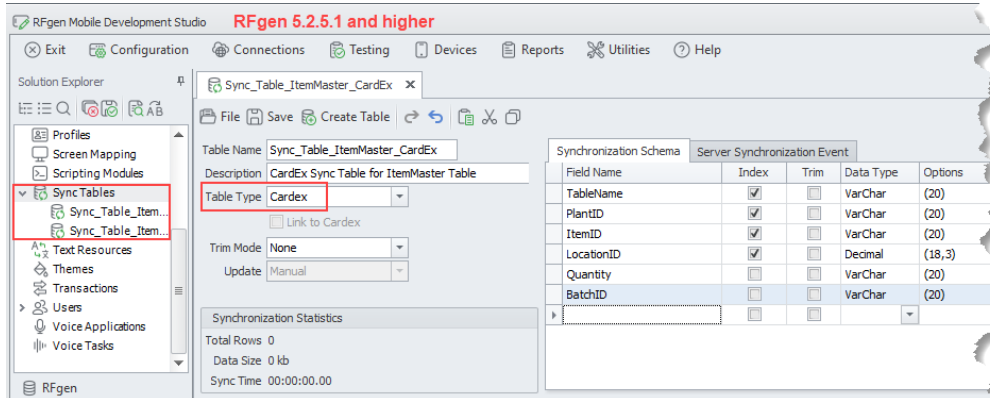 RFgen Mobile Development Studio
RFgen 5.2.5.1 and higher
Exit Configuration Connections Testing Devices Reports Utilities Help
Solution Explorer
Sync_Table_ItemMaster_CardEx
File Save Create Table
Profiles
Screen Mapping
Scripting Modules
Sync Tables
Sync_Table_Item...
Sync_Table_Item...
Text Resources
Themes
Transactions
Users
Voice Applications
Voice Tasks
RFgen
Table Name Sync_Table_ItemMaster_CardEx
Description CardEx Sync Table for ItemMaster Table
Table Type Cardex
Link to Cardex
Trim Mode None
Update Manual
Synchronization Statistics
Total Rows 0
Data Size 0 kb
Sync Time 00:00:00.00
Synchronization Schema Server Synchronization Event
Field Name Index Trim Data Type Options
TableName VarChar (20)
PlantID VarChar (20)
ItemID VarChar (20)
LocationID Decimal (18,3)
Quantity VarChar (20)
BatchID VarChar (20)